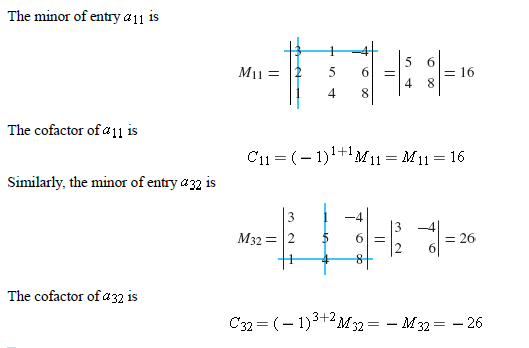 The minor of entry a11 is
M11 = | 3 1 −4 | = | 5 6 | = 16
| 2 5 6 | | 4 8 |
| 1 4 8 |
The cofactor of a11 is
C11 = (− 1)^1+1 M11 = M11 = 16
Similarly, the minor of entry a32 is
M32 = | 3 1 −4 | = | 3 −4 | = 26
| 2 5 6 | | 2 6 |
| 1 4 8 |
The cofactor of a32 is
C32 = (− 1)^3+2 M32 = − M32 = − 26